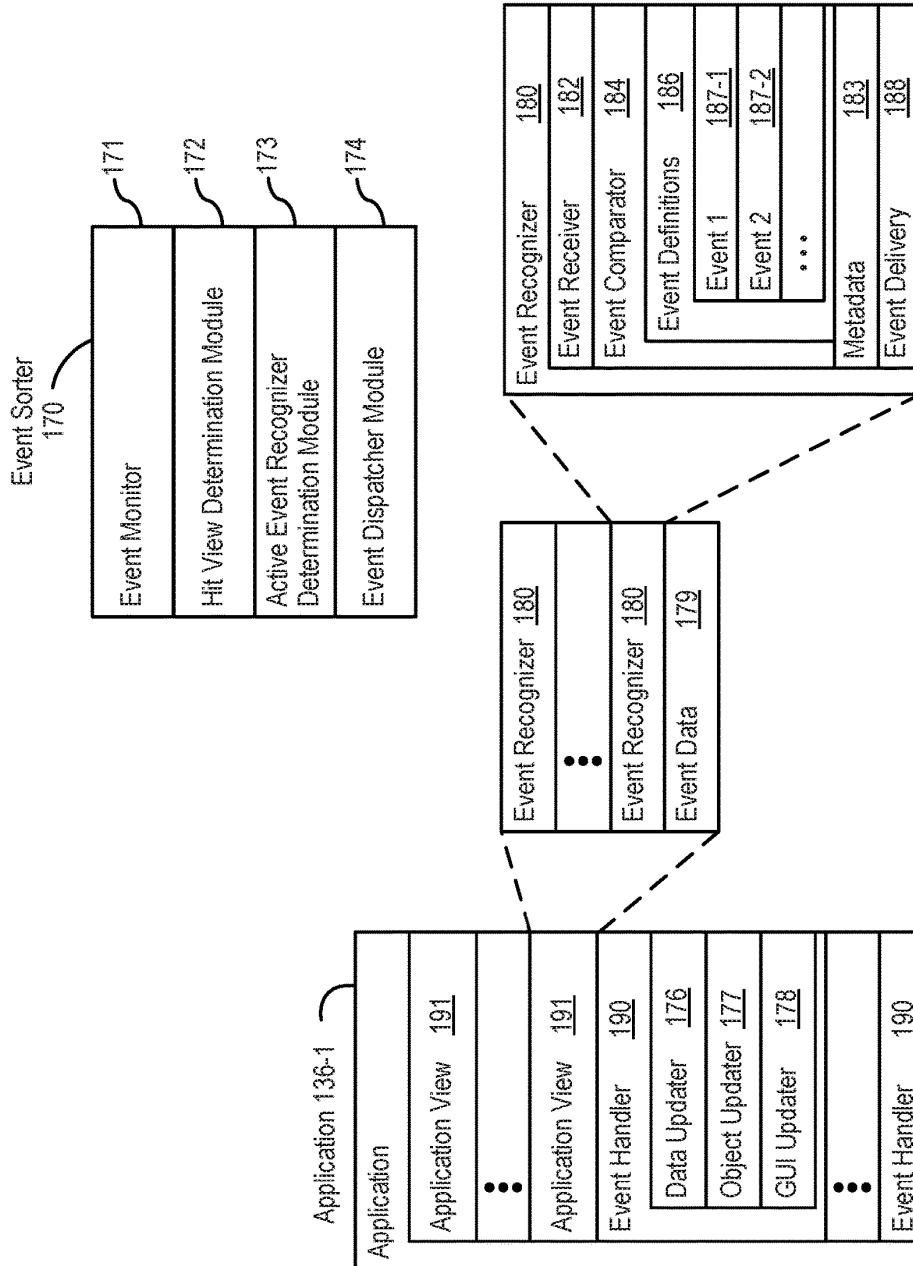 Event Sorter
170
Event Monitor
171
Hit View Determination Module
172
Active Event Recognizer
Determination Module
173
Event Dispatcher Module
174
Application 136-1
Application
Application View 191
•••
Application View 191
Event Handler 190
Data Updater 176
Object Updater 177
GUI Updater 178
•••
Event Handler 190
Event Recognizer 180
•••
Event Recognizer 180
Event Data 179
Event Recognizer 180
Event Receiver 182
Event Comparator 184
Event Definitions 186
Event 1 187-1
Event 2 187-2
•••
Metadata 183
Event Delivery 188